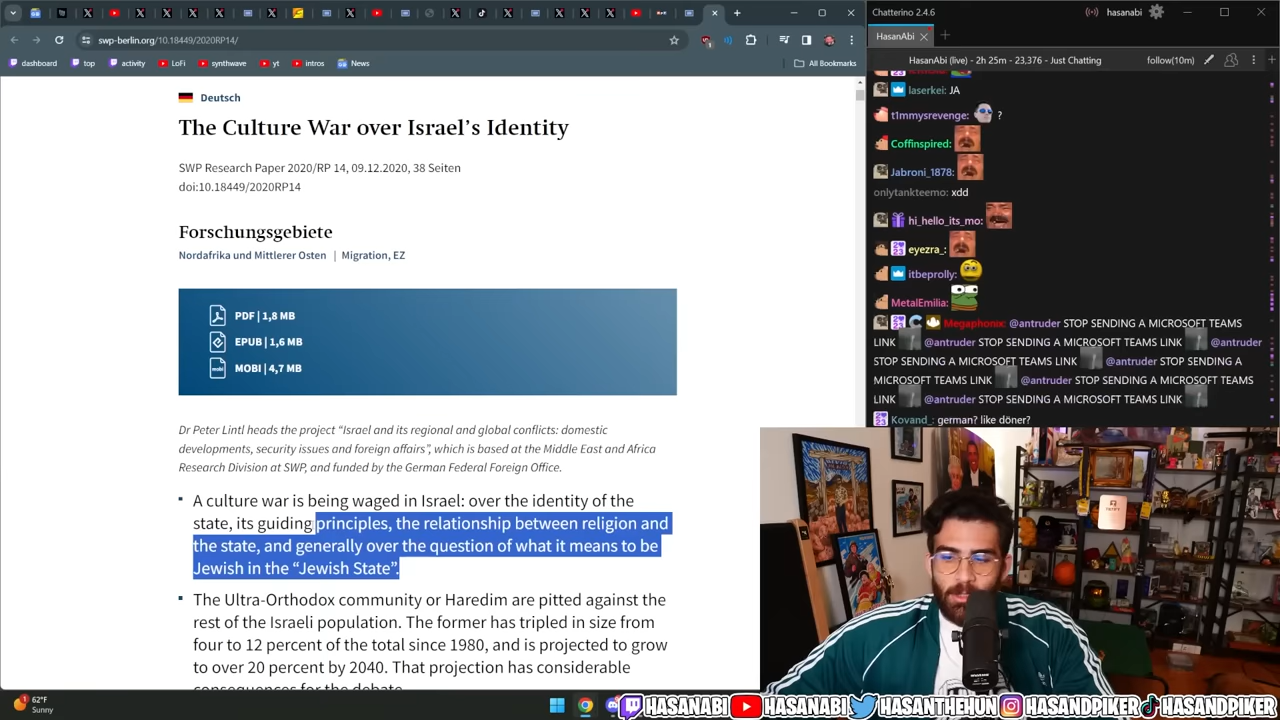 swp-berlin.org/10.18449/2020RP14/
dashboard
top
activity
LoFi
synthwave
yt
intros
News
All Bookmarks
Deutsch
The Culture War over Israel's Identity
SWP Research Paper 2020/RP 14, 09.12.2020, 38 Seiten
doi:10.18449/2020RP14
Forschungsgebiete
Nordafrika und Mittlerer Osten | Migration, EZ
PDF | 1,8 MB
EPUB | 1,6 MB
MOBI | 4,7 MB
Dr Peter Lintl heads the project “Israel and its regional and global conflicts: domestic
developments, security issues and foreign affairs”, which is based at the Middle East and Africa
Research Division at SWP, and funded by the German Federal Foreign Office.
A culture war is being waged in Israel: over the identity of the
state, its guiding principles, the relationship between religion and
the state, and generally over the question of what it means to be
Jewish in the “Jewish State”.
The Ultra-Orthodox community or Haredim are pitted against the
rest of the Israeli population. The former has tripled in size from
four to 12 percent of the total since 1980, and is projected to grow
to over 20 percent by 2040. That projection has considerable
consequences for the debate.
62°F
Sunny
Chatterino 2.4.6
hasanabi
HasanAbi
HasanAbi (live) - 2h 25m - 23,376 - Just Chatting
follow(10m)
laserkei: JA
t1mmysrevenge: ?
Coffinspired:
Jabroni_1878:
onlytankteemo: xdd
hi_hello_its_mo:
eyezra_:
itbeprolly:
MetalEmilia:
Megaphonix: @antruder STOP SENDING A MICROSOFT TEAMS
LINK @antruder STOP SENDING A MICROSOFT TEAMS LINK @antruder
STOP SENDING A MICROSOFT TEAMS LINK @antruder STOP SENDING A
MICROSOFT TEAMS LINK @antruder STOP SENDING A MICROSOFT TEAMS
LINK @antruder STOP SENDING A MICROSOFT TEAMS LINK
Kovand_: german? like döner?
HASANABI HASANABI HASANTHEHUN HASANDPIKER HASANDPIKER